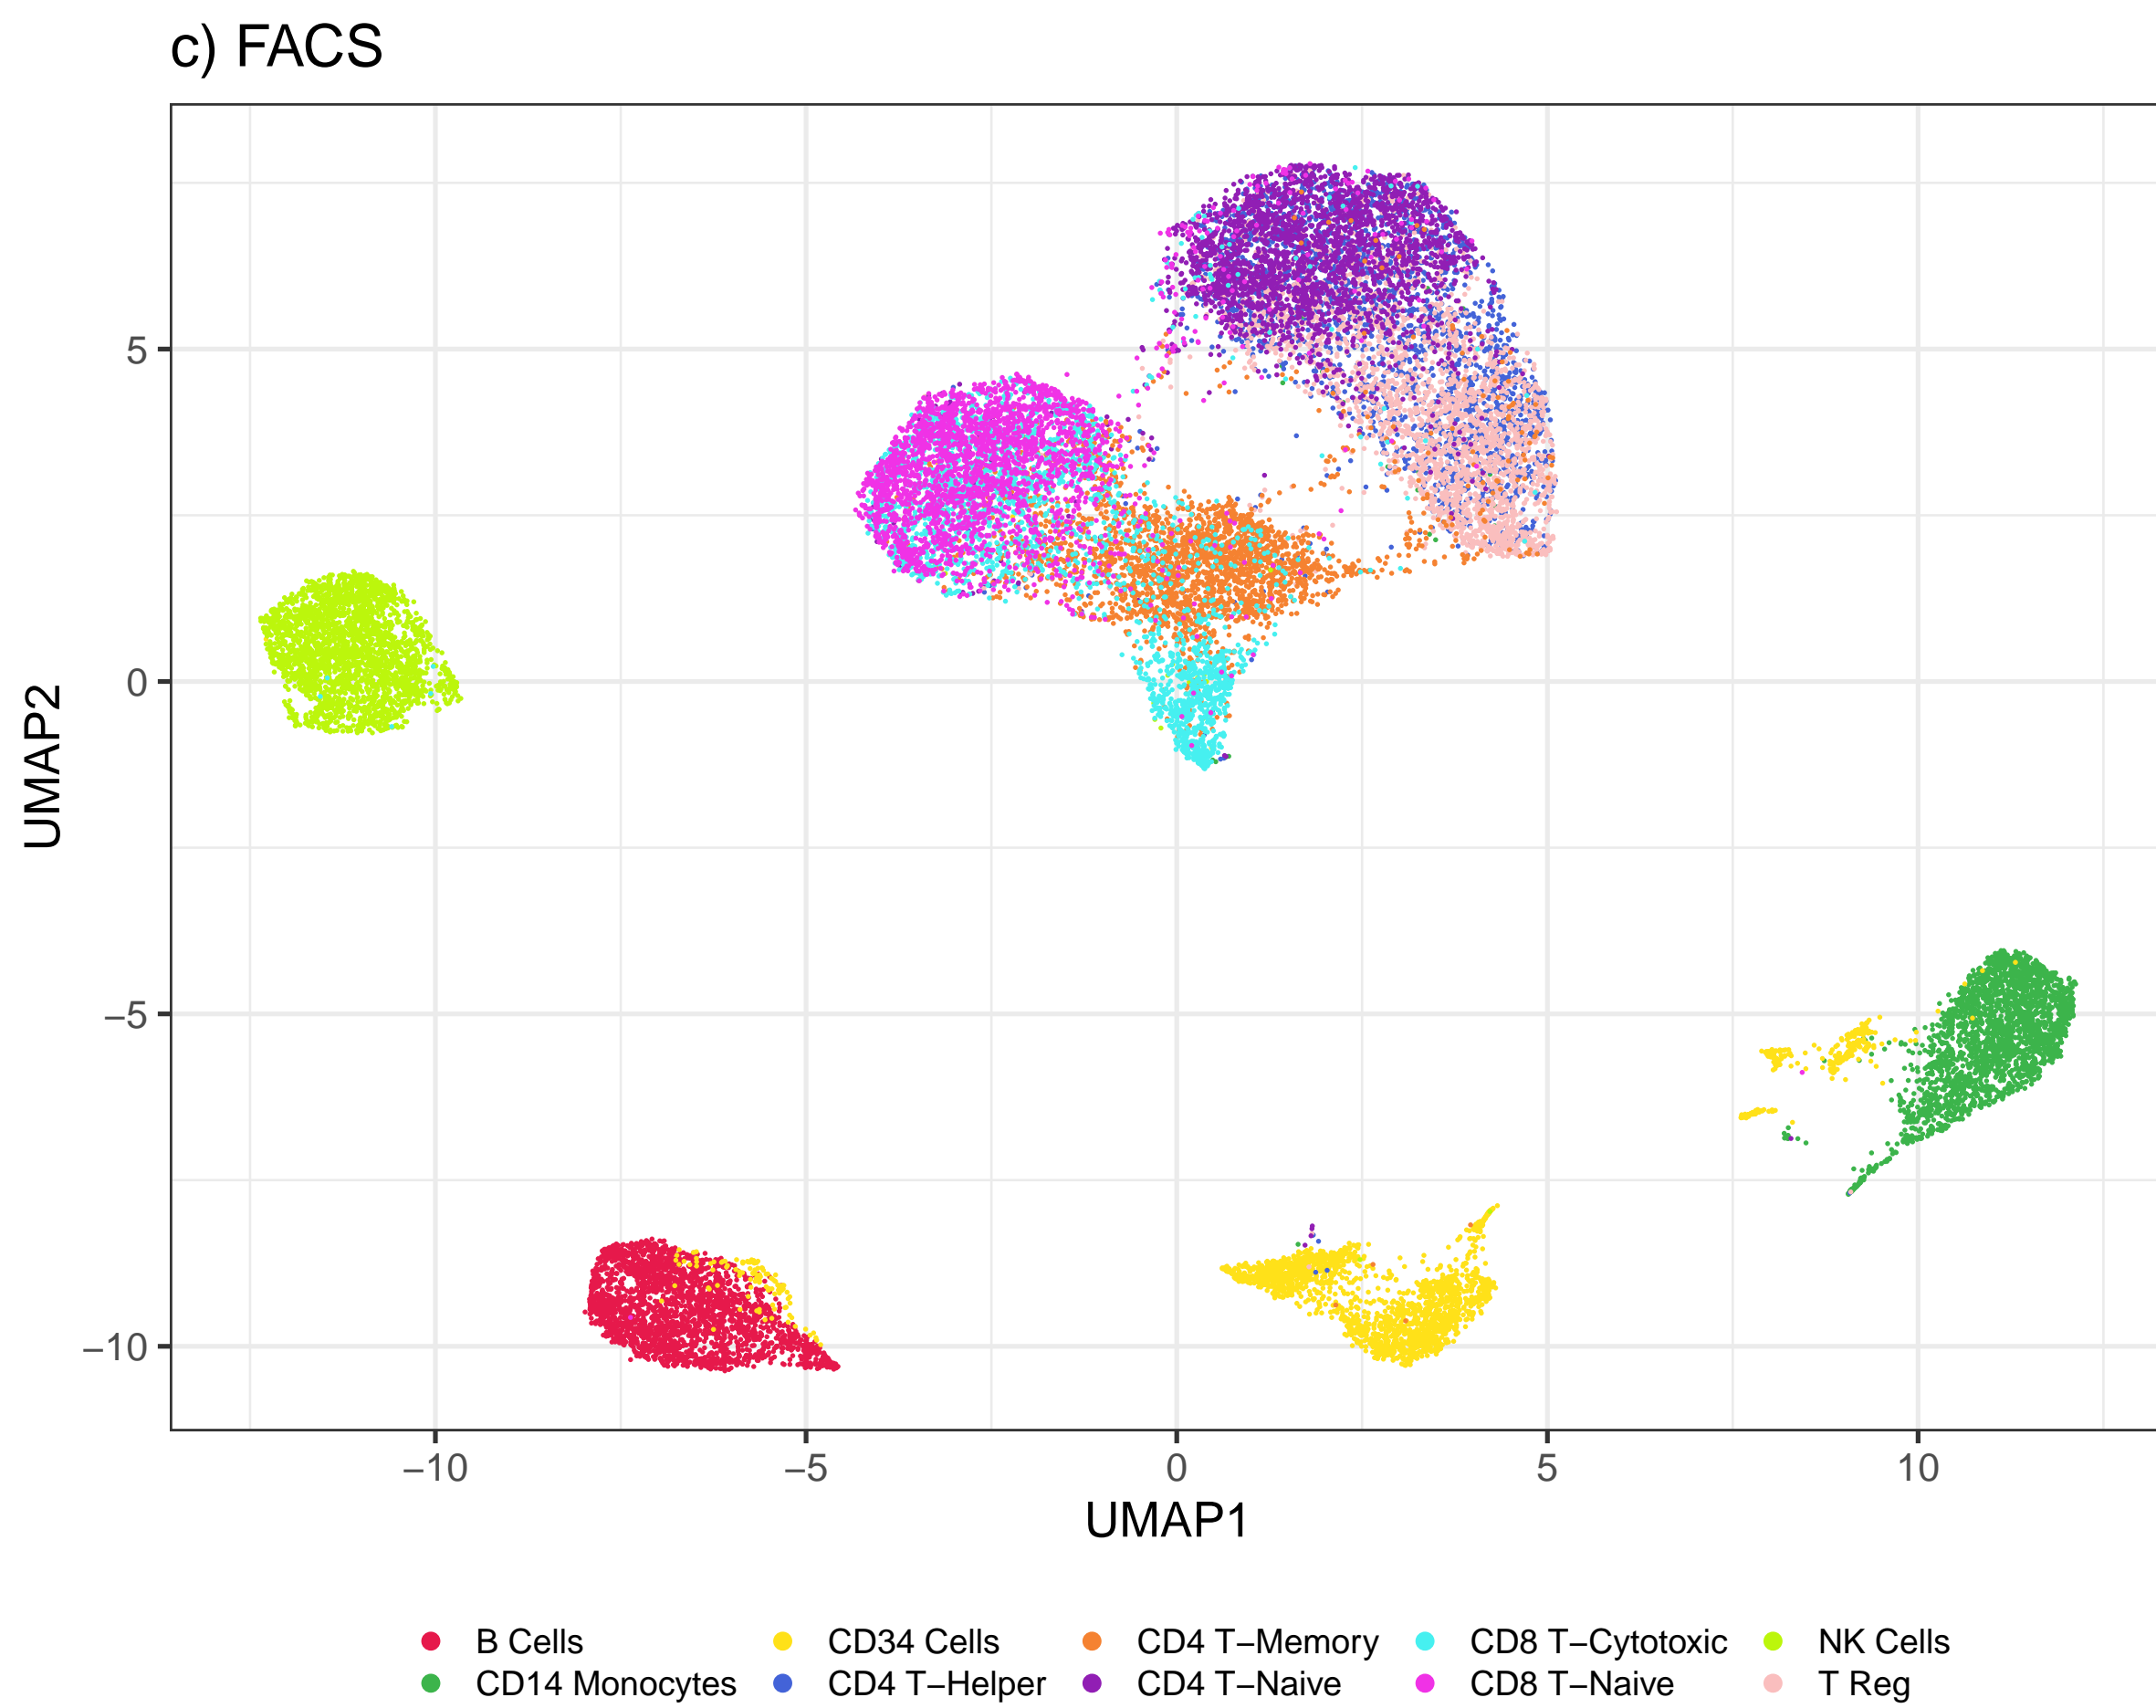 c) FACS
5
0
−5
−10
UMAP2
−10 −5 0 5 10
UMAP1
B Cells CD34 Cells CD4 T−Memory CD8 T−Cytotoxic NK Cells
CD14 Monocytes CD4 T−Helper CD4 T−Naive CD8 T−Naive T Reg